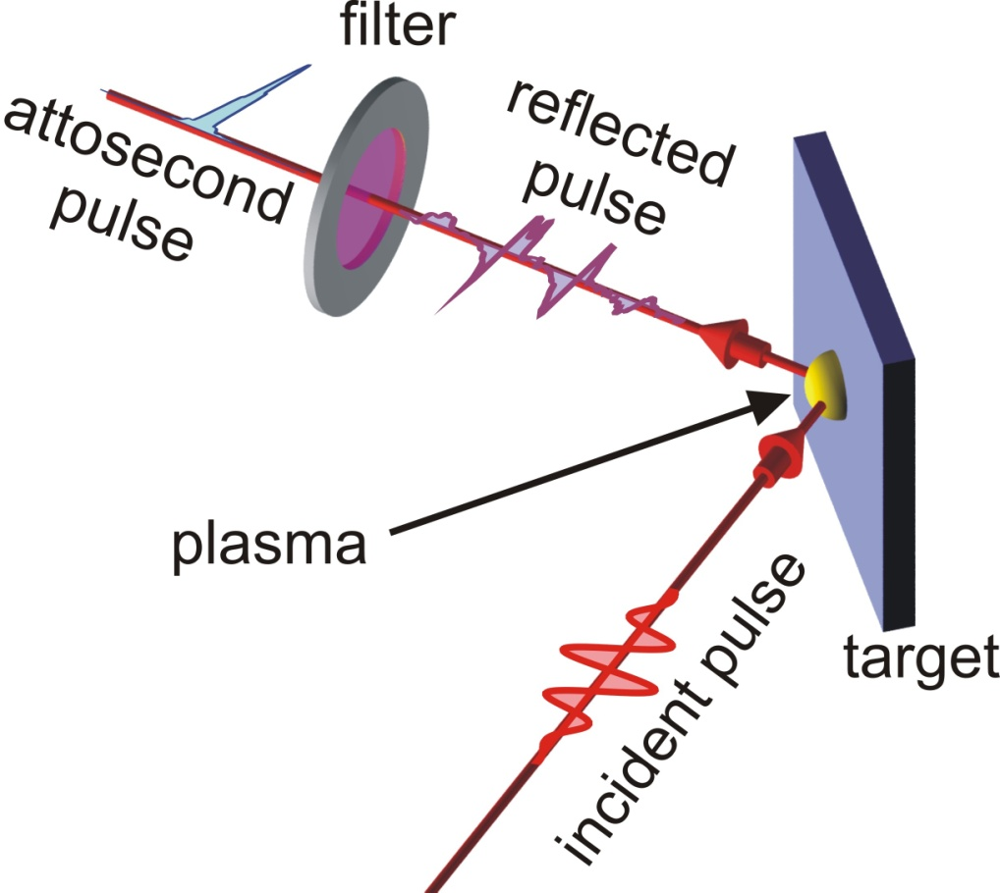 filter
attosecond
pulse
reflected
pulse
plasma
incident pulse
target